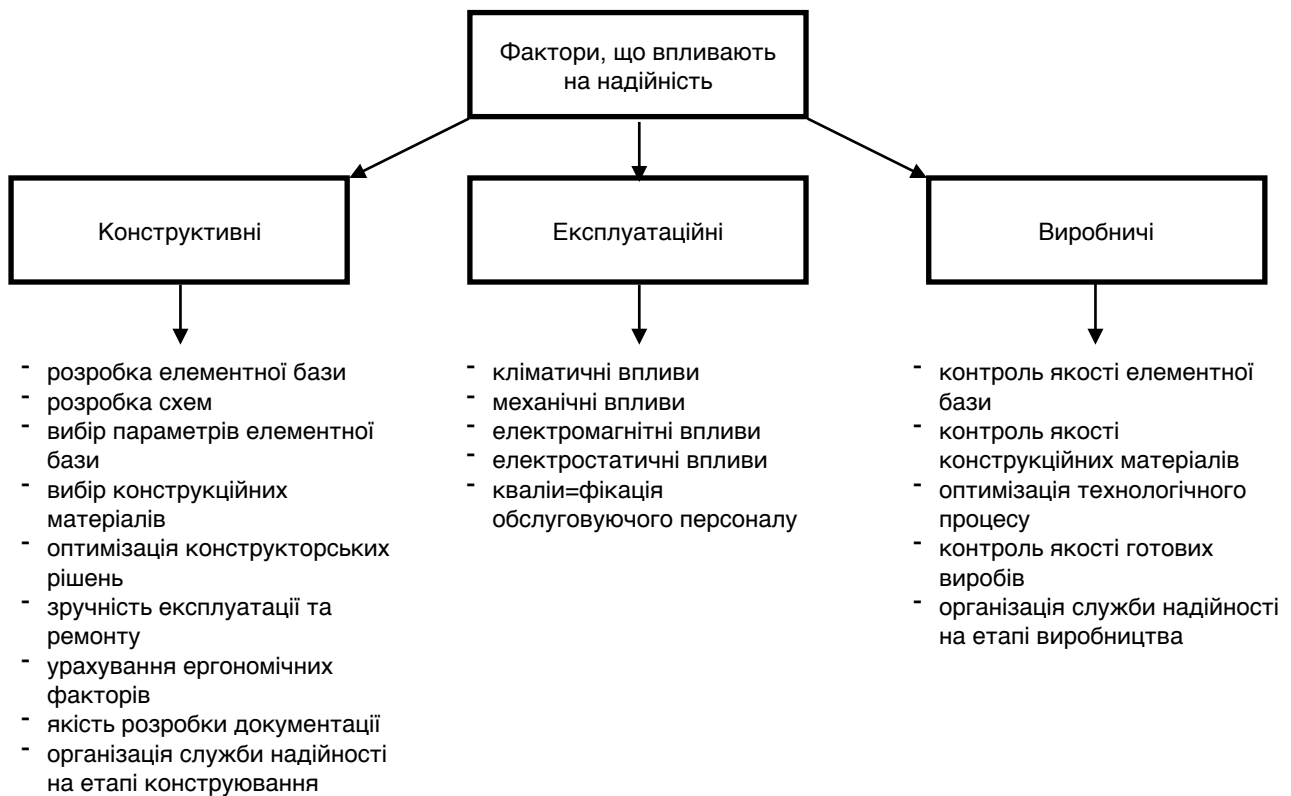 Фактори, що впливають
на надійність
Конструктивні
Експлуатаційні
Виробничі
- розробка елементної бази
- розробка схем
- вибір параметрів елементної
бази
- вибір конструкційних
матеріалів
- оптимізація конструкторських
рішень
- зручність експлуатації та
ремонту
- урахування ергономічних
факторів
- якість розробки документації
- організація служби надійності
на етапі конструювання
- кліматичні впливи
- механічні впливи
- електромагнітні впливи
- електростатичні впливи
- кваліи=фікація
обслуговуючого персоналу
- контроль якості елементної
бази
- контроль якості
конструкційних матеріалів
- оптимізація технологічного
процесу
- контроль якості готових
виробів
- організація служби надійності
на етапі виробництва